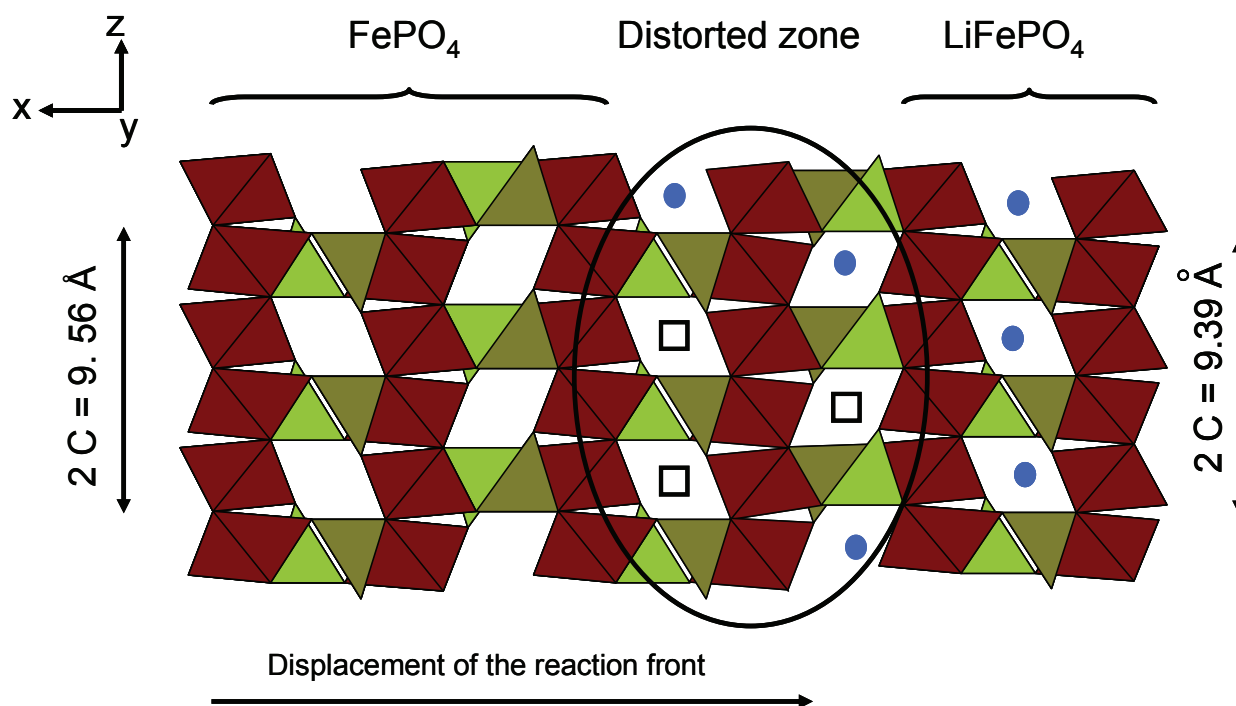 z
x
y
FePO₄
Distorted zone
LiFePO₄
2 C = 9. 56 Å
2 C = 9.39 Å
Displacement of the reaction front